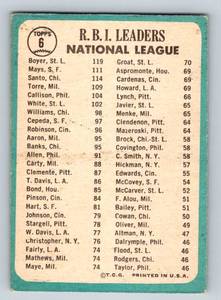 TOPPS
6
R.B.I. LEADERS
NATIONAL LEAGUE
Boyer, St. L. 119
Mays, S. F. 111
Santo, Chi. 114
Torre, Mil. 109
Callison, Phil. 104
White, St. L. 102
Williams, Chi. 98
Cepeda, S. F. 97
Robinson, Cin. 96
Aaron, Mil. 95
Banks, Chi. 95
Allen, Phil. 91
Carty, Mil. 88
Clemente, Pitt. 87
T. Davis, L. A. 86
Bond, Hou. 85
Pinson, Cin. 84
Hart, S. F. 81
Johnson, Cin. 79
Stargell, Pitt. 78
W. Davis, L. A. 77
Christopher, N. Y. 76
Fairly, L. A. 74
Mathews, Mil. 74
Maye, Mil. 74
Groat, St. L. 70
Aspromonte, Hou. 69
Cardenas, Cin. 69
Howard, L. A. 69
Lynch, Pitt. 66
Jackson, Mil. 65
Menke, Mil. 65
Clendenon, Pitt. 64
Mazeroski, Pitt. 64
Brock, Chi.-St. L. 58
Covington, Phil. 58
C. Smith, N. Y. 58
Hickman, N. Y. 57
Edwards, Cin. 55
McCovey, S. F. 54
McCarver, St. L. 52
F. Alou, Mil. 51
Bailey, Pitt. 51
Cowan, Chi. 50
Oliver, Mil. 49
Altman, N. Y. 47
Dalrymple, Phil. 46
Flood, St. L. 46
Rodgers, Chi. 46
Taylor, Phil. 46
©T.C.G. PRINTED IN U.S.A.